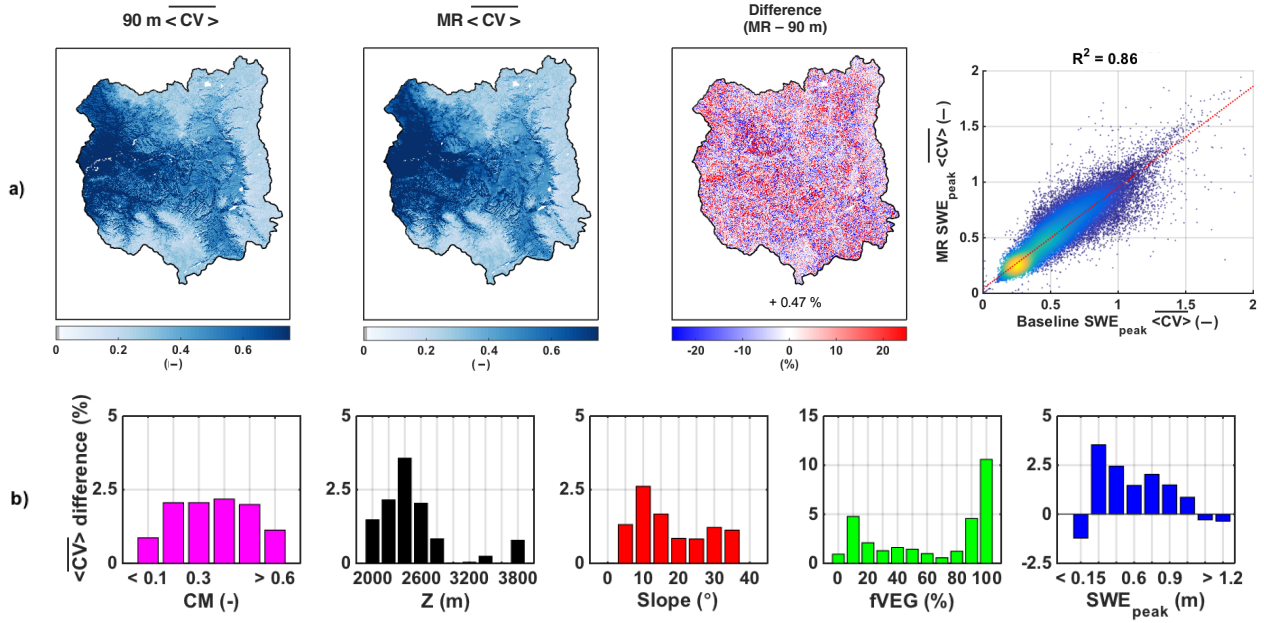 90 m <CV>
MR <CV>
Difference
(MR – 90 m)
R² = 0.86
a)
+ 0.47 %
0 0.2 0.4 0.6
(–)
0 0.2 0.4 0.6
(–)
-20 -10 0 10 20
(%)
MR SWEpeak <CV> (–)
2
1.5
1
0.5
0
0 0.5 1 1.5 2
Baseline SWEpeak <CV> (–)
b)
<CV> difference (%)
5
2.5
0
< 0.1 0.3 > 0.6
CM (-)
5
2.5
0
2000 2600 3200 3800
Z (m)
5
2.5
0
0 10 20 30 40
Slope (°)
15
10
5
0
0 20 40 60 80 100
fVEG (%)
5
2.5
0
-2.5
< 0.15 0.6 0.9 > 1.2
SWEpeak (m)